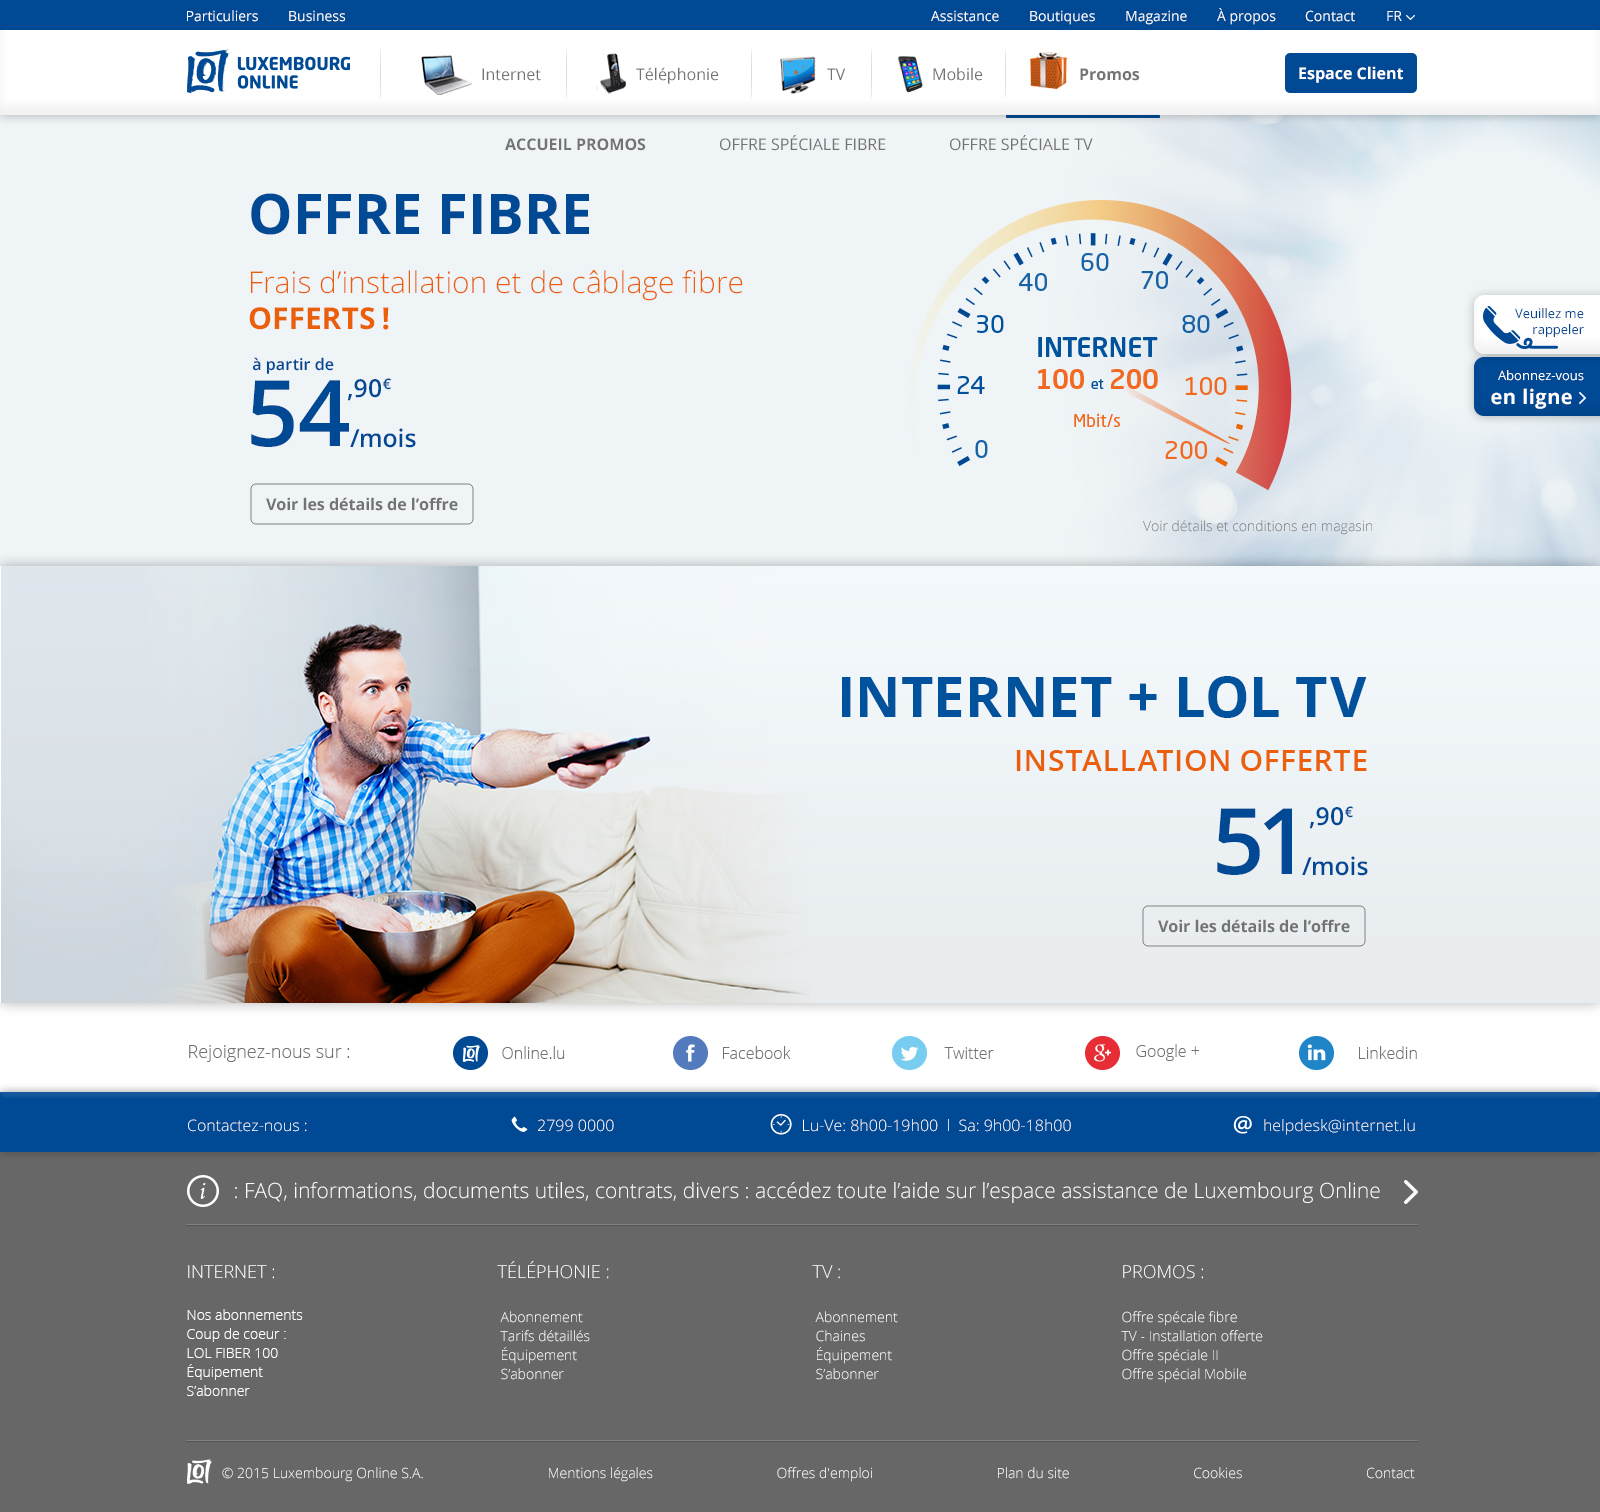 Particuliers Business Assistance Boutiques Magazine À propos Contact FR
LUXEMBOURG
ONLINE
Internet Téléphonie TV Mobile Promos Espace Client
ACCUEIL PROMOS OFFRE SPÉCIALE FIBRE OFFRE SPÉCIALE TV
OFFRE FIBRE
Frais d’installation et de câblage fibre
OFFERTS !
à partir de
54,90€
/mois
Voir les détails de l’offre
0
24
30
40
60
70
80
100
200
INTERNET
100 et 200
Mbit/s
Voir détails et conditions en magasin
Veuillez me
rappeler
Abonnez-vous
en ligne
INTERNET + LOL TV
INSTALLATION OFFERTE
51,90€
/mois
Voir les détails de l’offre
Rejoignez-nous sur : Online.lu Facebook Twitter Google + Linkedin
Contactez-nous : 2799 0000 Lu-Ve: 8h00-19h00 | Sa: 9h00-18h00 @ helpdesk@internet.lu
i : FAQ, informations, documents utiles, contrats, divers : accédez toute l’aide sur l’espace assistance de Luxembourg Online
INTERNET :
Nos abonnements
Coup de coeur :
LOL FIBER 100
Équipement
S’abonner
TÉLÉPHONIE :
Abonnement
Tarifs détaillés
Équipement
S’abonner
TV :
Abonnement
Chaines
Équipement
S’abonner
PROMOS :
Offre spécale fibre
TV - Installation offerte
Offre spéciale II
Offre spécial Mobile
© 2015 Luxembourg Online S.A. Mentions légales Offres d'emploi Plan du site Cookies Contact